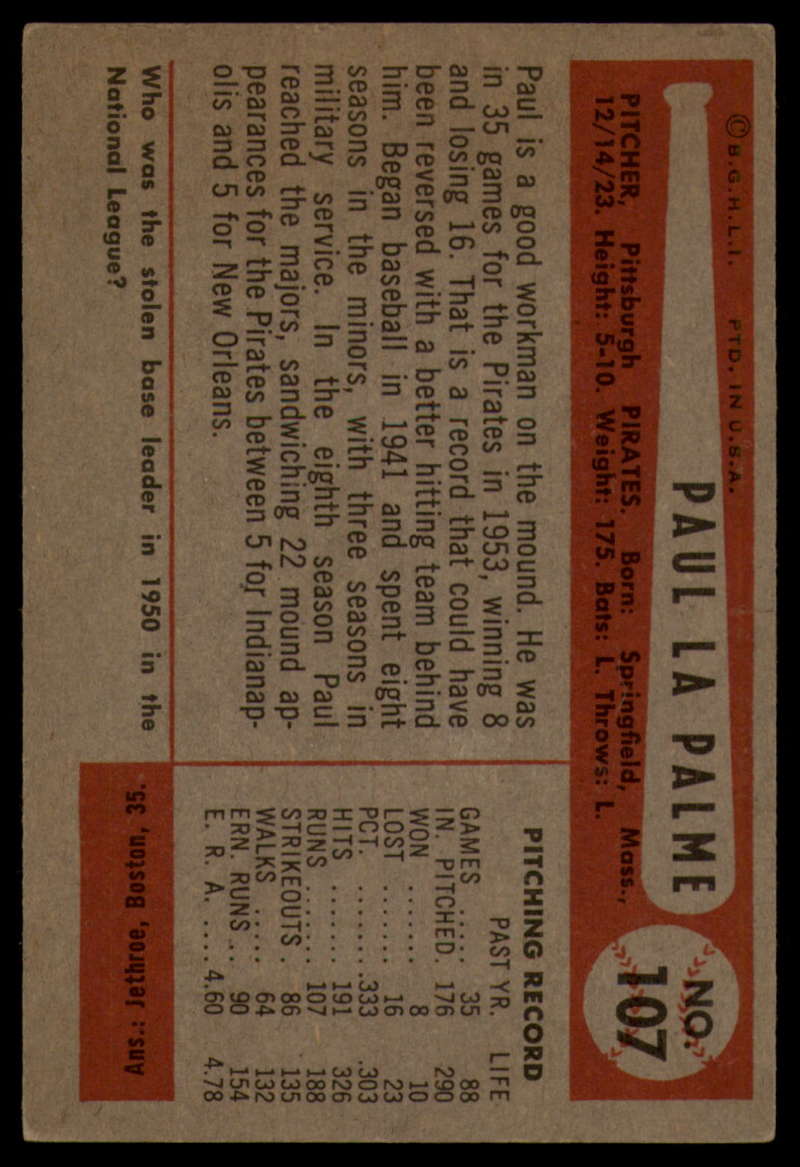 © B.G.H.L.I. PTD. IN U.S.A.
PAUL LA PALME
NO.
107
PITCHER, Pittsburgh PIRATES. Born: Springfield, Mass.,
12/14/23. Height: 5-10. Weight: 175. Bats: L. Throws: L.
Paul is a good workman on the mound. He was
in 35 games for the Pirates in 1953, winning 8
and losing 16. That is a record that could have
been reversed with a better hitting team behind
him. Began baseball in 1941 and spent eight
seasons in the minors, with three seasons in
military service. In the eighth season Paul
reached the majors, sandwiching 22 mound ap-
pearances for the Pirates between 5 for Indianap-
olis and 5 for New Orleans.
PITCHING RECORD
PAST YR. LIFE
GAMES ..... 35 88
IN. PITCHED. 176 290
WON ....... 8 10
LOST ....... 16 23
PCT. ....... .333 .303
HITS ....... 191 326
RUNS ....... 107 188
STRIKEOUTS . 86 135
WALKS ..... 64 132
ERN. RUNS .. 90 154
E. R. A. .... 4.60 4.78
Who was the stolen base leader in 1950 in the
National League?
Ans.: Jethroe, Boston, 35.